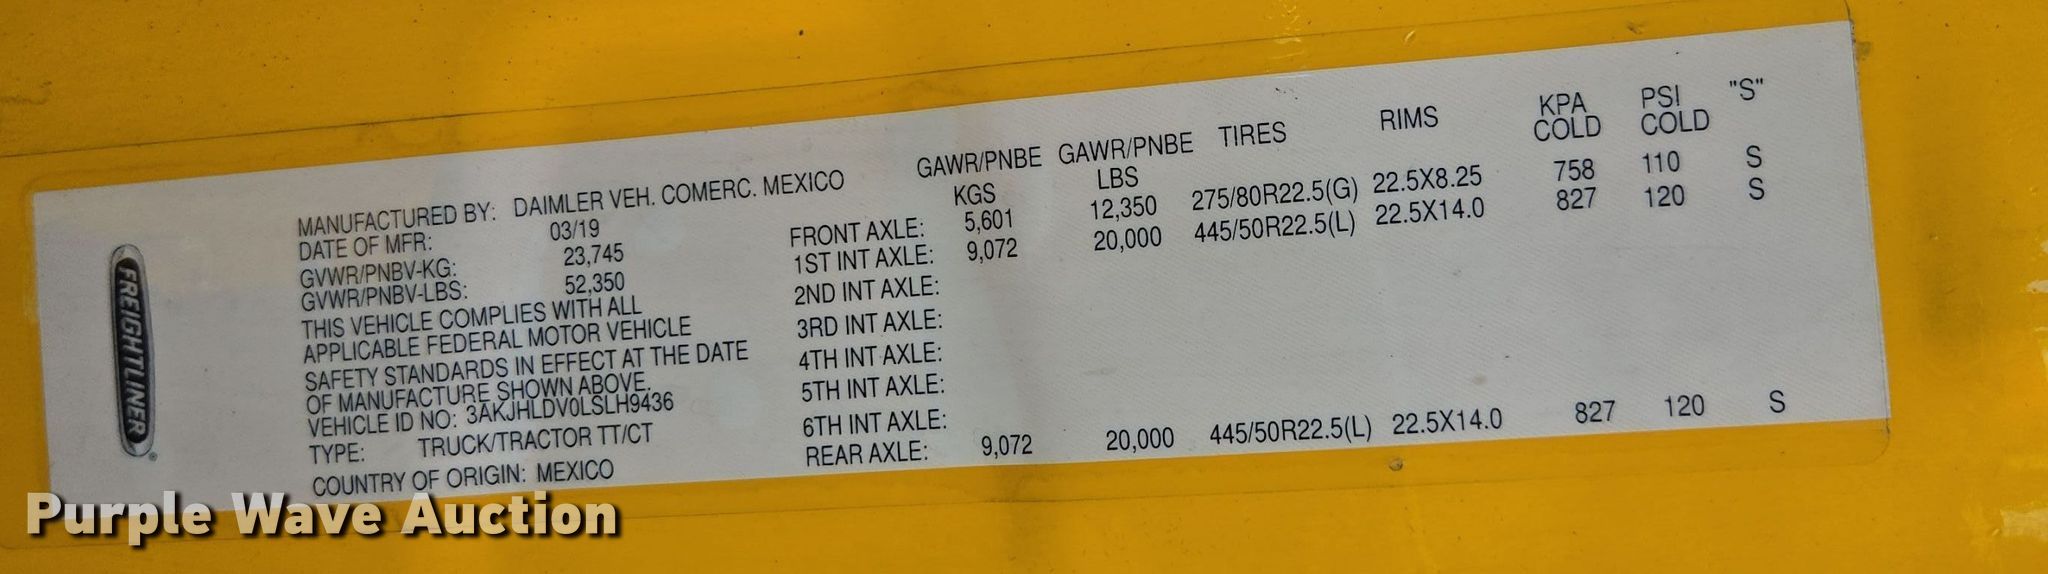 FREIGHTLINER
MANUFACTURED BY: DAIMLER VEH. COMERC. MEXICO
DATE OF MFR: 03/19
GVWR/PNBV-KG: 23,745
GVWR/PNBV-LBS: 52,350
THIS VEHICLE COMPLIES WITH ALL
APPLICABLE FEDERAL MOTOR VEHICLE
SAFETY STANDARDS IN EFFECT AT THE DATE
OF MANUFACTURE SHOWN ABOVE.
VEHICLE ID NO: 3AKJHLDV0LSLH9436
TYPE: TRUCK/TRACTOR TT/CT
COUNTRY OF ORIGIN: MEXICO
GAWR/PNBE KGS GAWR/PNBE LBS TIRES RIMS KPA COLD PSI COLD "S"
FRONT AXLE: 5,601 12,350 275/80R22.5(G) 22.5X8.25 758 110 S
1ST INT AXLE: 9,072 20,000 445/50R22.5(L) 22.5X14.0 827 120 S
2ND INT AXLE:
3RD INT AXLE:
4TH INT AXLE:
5TH INT AXLE:
6TH INT AXLE:
REAR AXLE: 9,072 20,000 445/50R22.5(L) 22.5X14.0 827 120 S
Purple Wave Auction